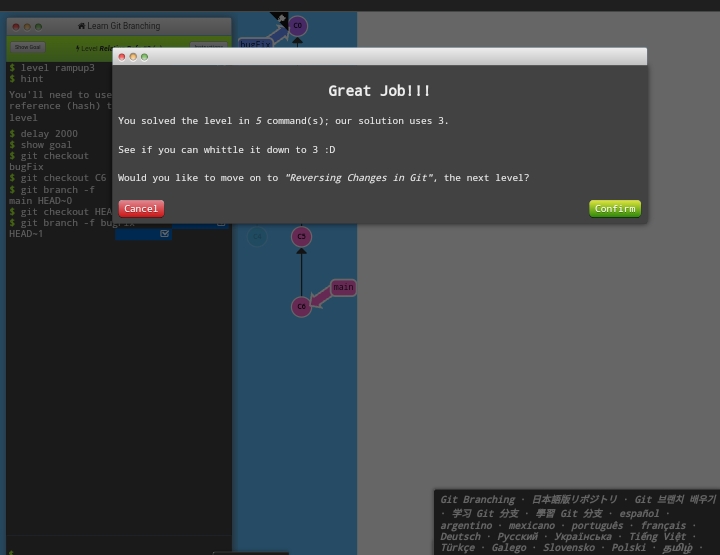 Learn Git Branching
Show Goal
Level
$ level rampup3
$ hint
You'll need to use
reference (hash) t
level
$ delay 2000
$ show goal
$ git checkout
bugFix
$ git checkout C6
$ git branch -f
main HEAD~0
$ git checkout HEA
$ git branch -f bugFix
HEAD~1
C0
bugFix
Great Job!!!
You solved the level in 5 command(s); our solution uses 3.
See if you can whittle it down to 3 :D
Would you like to move on to "Reversing Changes in Git", the next level?
Cancel
Confirm
C5
main
C6
Git Branching · 日本語版リポジトリ · Git 브랜치 배우기
· 学习 Git 分支 · 學習 Git 分支 · español ·
argentino · mexicano · português · français ·
Deutsch · Русский · Українська · Tiếng Việt ·
Türkçe · Galego · Slovensko · Polski · தமிழ் ·